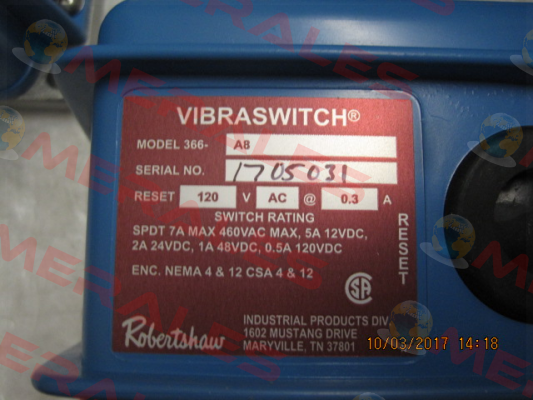 VIBRASWITCH®
MODEL 366- A8
SERIAL NO. 1705031
RESET 120 V AC @ 0.3 A
SWITCH RATING
SPDT 7A MAX 460VAC MAX, 5A 12VDC,
2A 24VDC, 1A 48VDC, 0.5A 120VDC
ENC. NEMA 4 & 12 CSA 4 & 12
RESET
Robertshaw
INDUSTRIAL PRODUCTS DIV.
1602 MUSTANG DRIVE
MARYVILLE, TN 37801
10/03/2017 14:18
MERALES